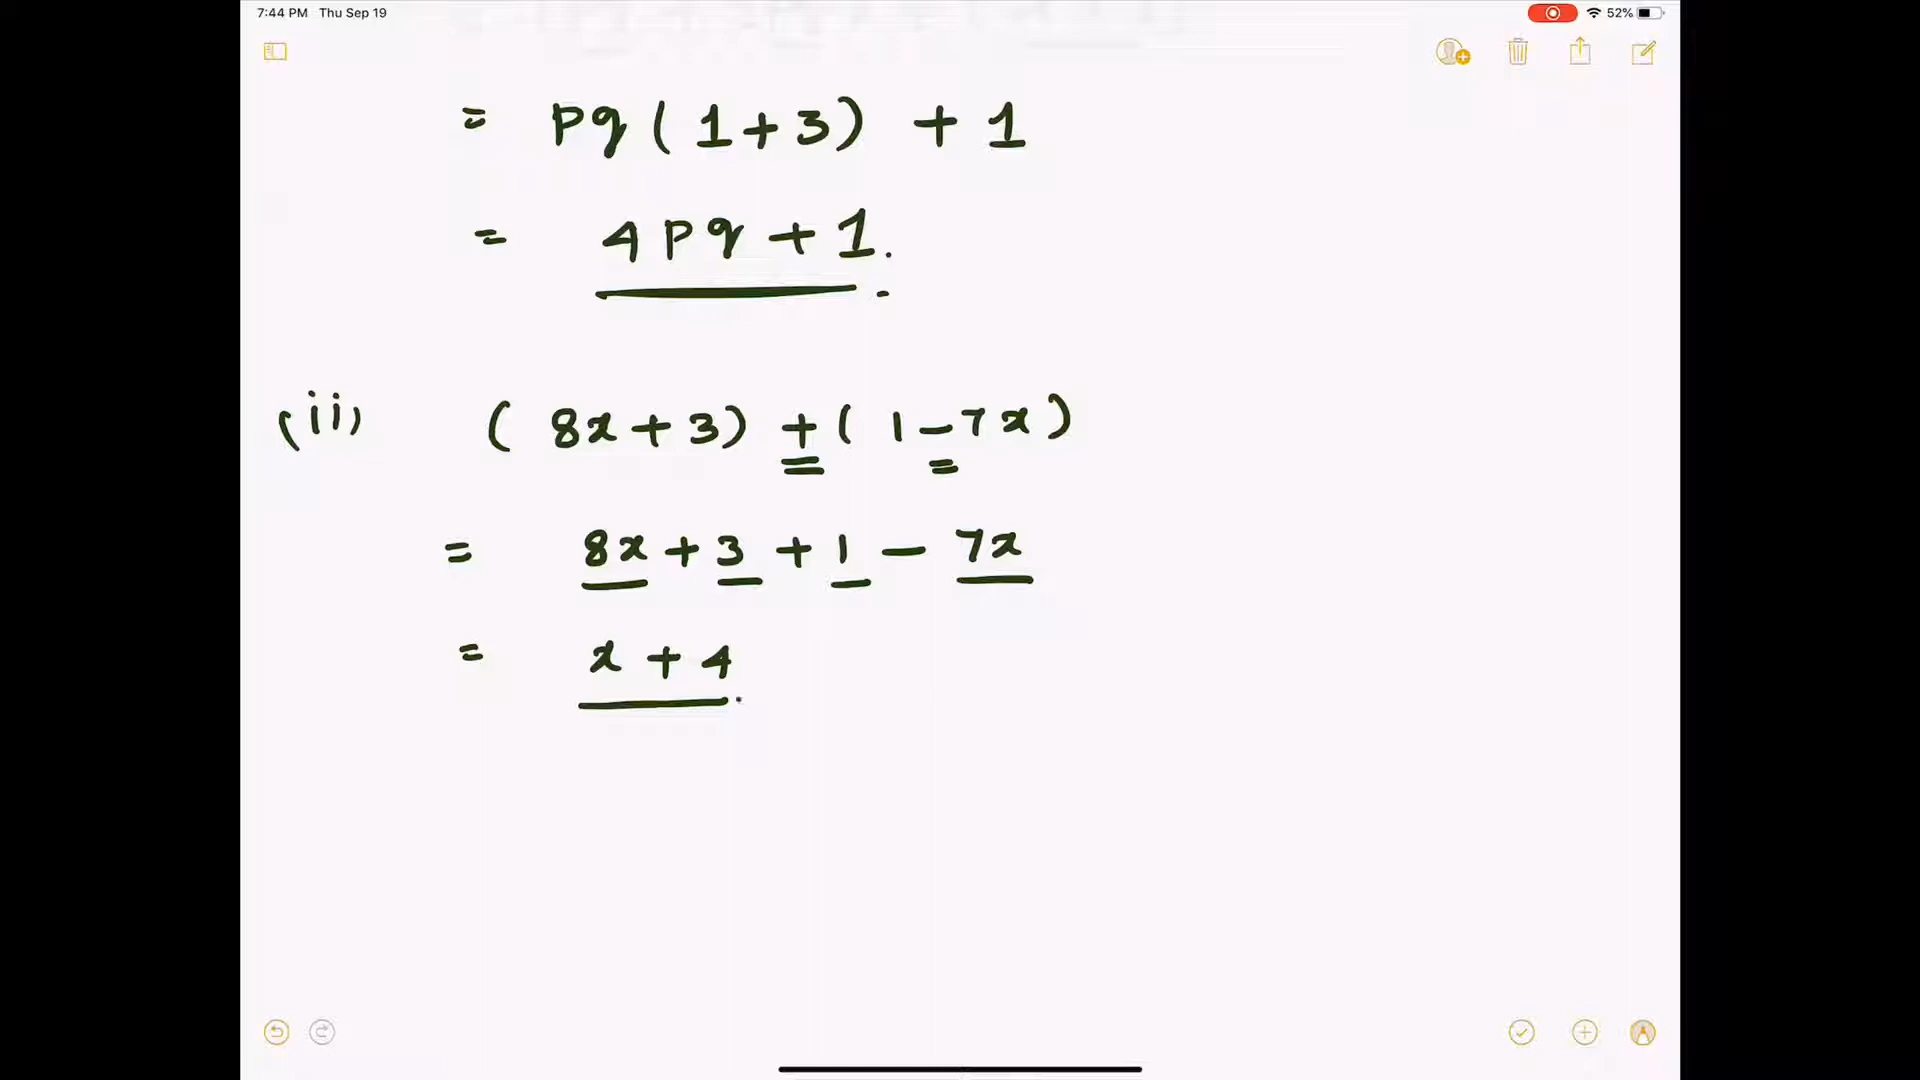 7:44 PM Thu Sep 19
52%
= pq ( 1 + 3 ) + 1
= 4pq + 1.
(ii) ( 8x + 3 ) + ( 1 - 7x )
= 8x + 3 + 1 - 7x
= x + 4